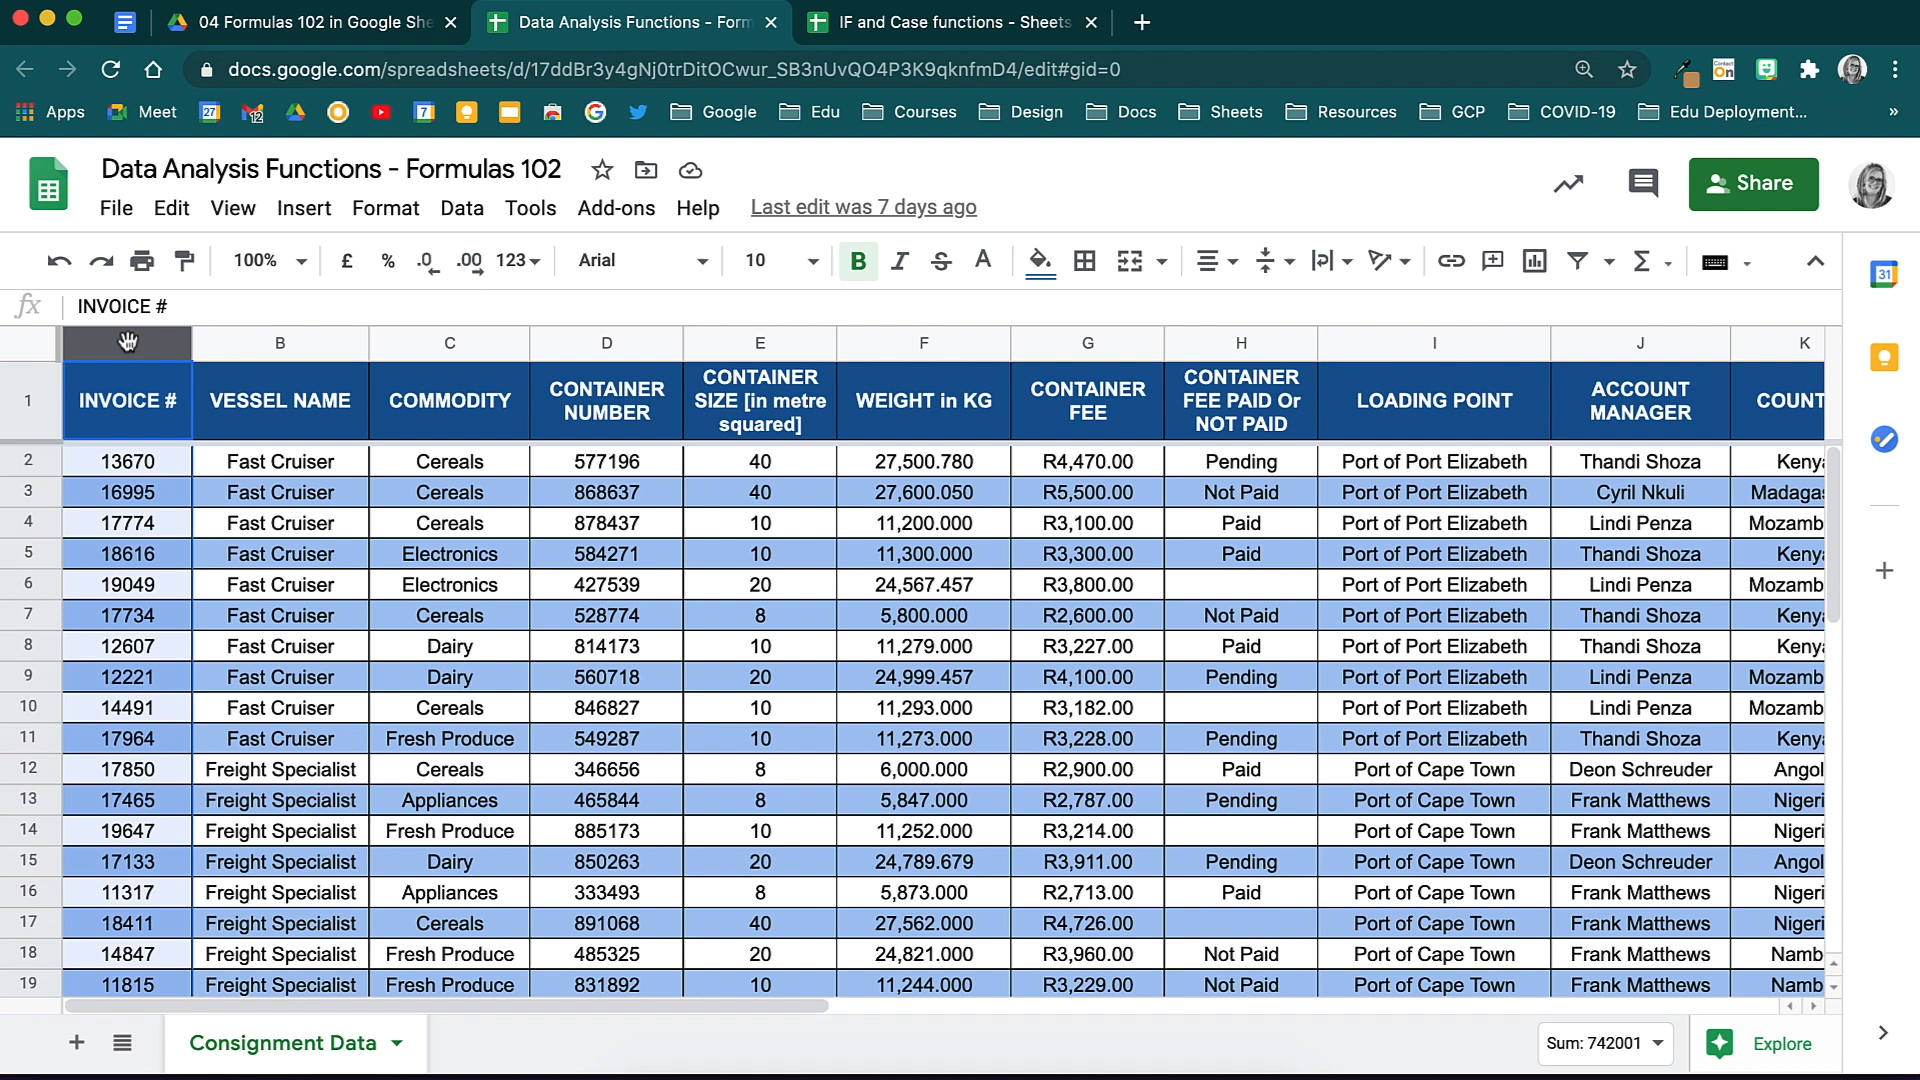 04 Formulas 102 in Google She
Data Analysis Functions - Form
IF and Case functions - Sheets
docs.google.com/spreadsheets/d/17ddBr3y4gNj0trDitOCwur_SB3nUvQO4P3K9qknfmD4/edit#gid=0
Apps Meet Google Edu Courses Design Docs Sheets Resources GCP COVID-19 Edu Deployment... »
Data Analysis Functions - Formulas 102
Share
File Edit View Insert Format Data Tools Add-ons Help Last edit was 7 days ago
100% £ % .0 .00 123 Arial 10 B I S A
31
fx INVOICE #
B C D E F G H I J K
1 INVOICE # VESSEL NAME COMMODITY CONTAINER NUMBER CONTAINER SIZE [in metre squared] WEIGHT in KG CONTAINER FEE CONTAINER FEE PAID Or NOT PAID LOADING POINT ACCOUNT MANAGER COUNT
2 13670 Fast Cruiser Cereals 577196 40 27,500.780 R4,470.00 Pending Port of Port Elizabeth Thandi Shoza Keny
3 16995 Fast Cruiser Cereals 868637 40 27,600.050 R5,500.00 Not Paid Port of Port Elizabeth Cyril Nkuli Madagas
4 17774 Fast Cruiser Cereals 878437 10 11,200.000 R3,100.00 Paid Port of Port Elizabeth Lindi Penza Mozamb
5 18616 Fast Cruiser Electronics 584271 10 11,300.000 R3,300.00 Paid Port of Port Elizabeth Thandi Shoza Keny
6 19049 Fast Cruiser Electronics 427539 20 24,567.457 R3,800.00 Port of Port Elizabeth Lindi Penza Mozamb
7 17734 Fast Cruiser Cereals 528774 8 5,800.000 R2,600.00 Not Paid Port of Port Elizabeth Thandi Shoza Keny
8 12607 Fast Cruiser Dairy 814173 10 11,279.000 R3,227.00 Paid Port of Port Elizabeth Thandi Shoza Keny
9 12221 Fast Cruiser Dairy 560718 20 24,999.457 R4,100.00 Pending Port of Port Elizabeth Lindi Penza Mozamb
10 14491 Fast Cruiser Cereals 846827 10 11,293.000 R3,182.00 Port of Port Elizabeth Lindi Penza Mozamb
11 17964 Fast Cruiser Fresh Produce 549287 10 11,273.000 R3,228.00 Pending Port of Port Elizabeth Thandi Shoza Keny
12 17850 Freight Specialist Cereals 346656 8 6,000.000 R2,900.00 Paid Port of Cape Town Deon Schreuder Angol
13 17465 Freight Specialist Appliances 465844 8 5,847.000 R2,787.00 Pending Port of Cape Town Frank Matthews Nigeri
14 19647 Freight Specialist Fresh Produce 885173 10 11,252.000 R3,214.00 Port of Cape Town Frank Matthews Nigeri
15 17133 Freight Specialist Dairy 850263 20 24,789.679 R3,911.00 Pending Port of Cape Town Deon Schreuder Angol
16 11317 Freight Specialist Appliances 333493 8 5,873.000 R2,713.00 Paid Port of Cape Town Frank Matthews Nigeri
17 18411 Freight Specialist Cereals 891068 40 27,562.000 R4,726.00 Port of Cape Town Frank Matthews Nigeri
18 14847 Freight Specialist Fresh Produce 485325 20 24,821.000 R3,960.00 Not Paid Port of Cape Town Frank Matthews Namb
19 11815 Freight Specialist Fresh Produce 831892 10 11,244.000 R3,229.00 Not Paid Port of Cape Town Frank Matthews Namb
Consignment Data Sum: 742001 Explore